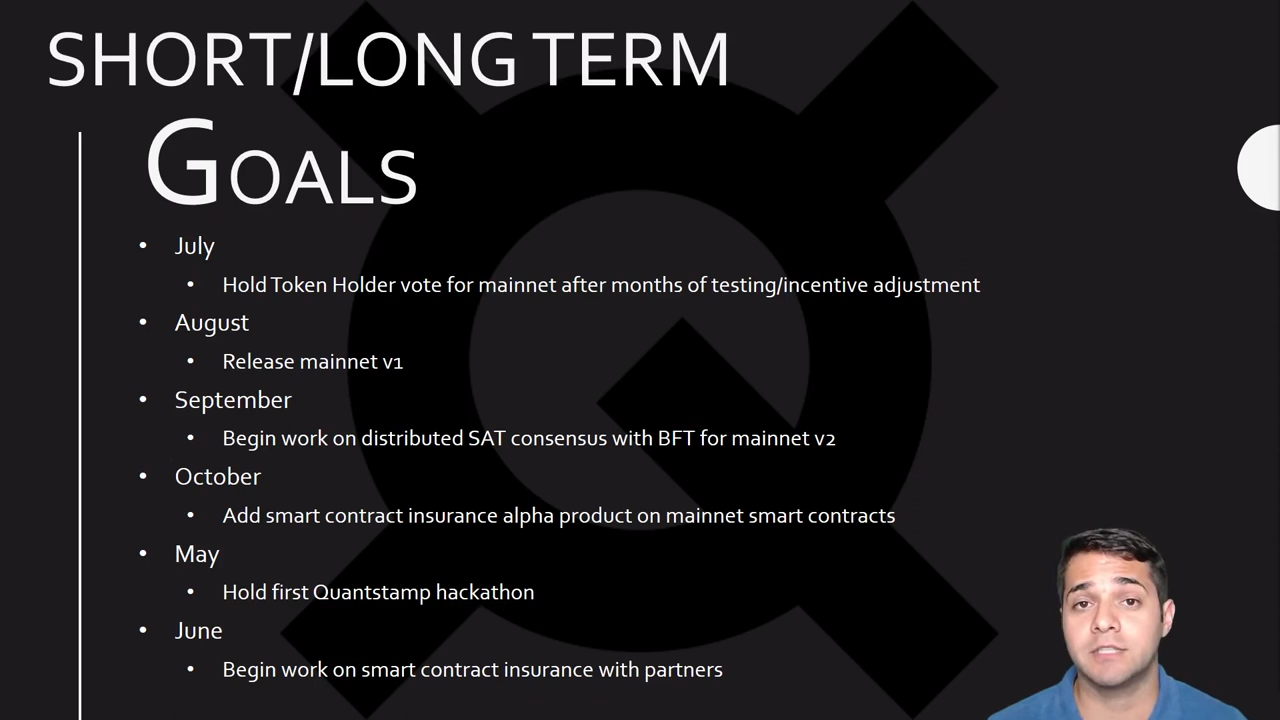 SHORT/LONG TERM
GOALS
• July
• Hold Token Holder vote for mainnet after months of testing/incentive adjustment
• August
• Release mainnet v1
• September
• Begin work on distributed SAT consensus with BFT for mainnet v2
• October
• Add smart contract insurance alpha product on mainnet smart contracts
• May
• Hold first Quantstamp hackathon
• June
• Begin work on smart contract insurance with partners